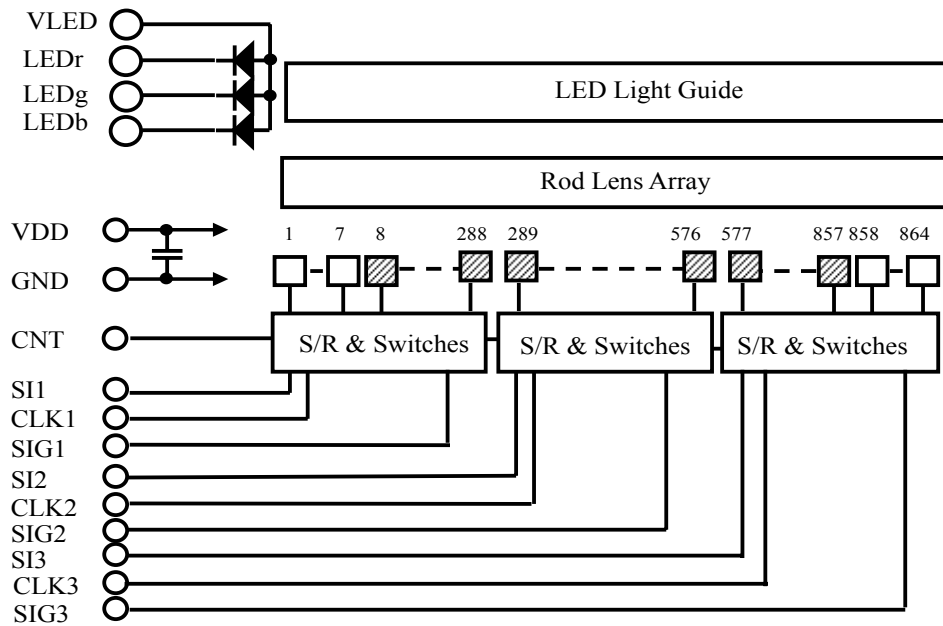 VLED
LEDr
LEDg
LEDb
LED Light Guide
Rod Lens Array
VDD
GND
1 7 8 288 289 576 577 857 858 864
CNT
S/R & Switches S/R & Switches S/R & Switches
SI1
CLK1
SIG1
SI2
CLK2
SIG2
SI3
CLK3
SIG3